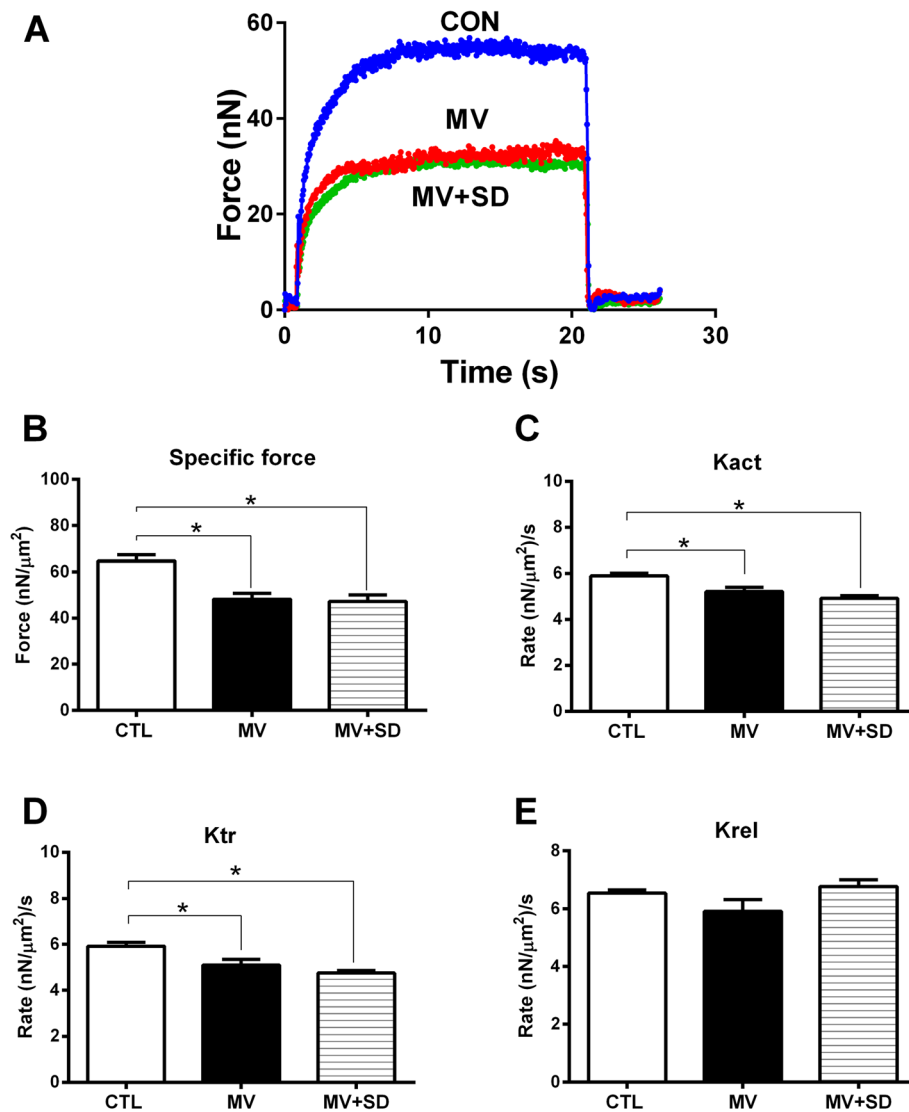 A
CON
MV
MV+SD
Force (nN)
60
40
20
0
0 10 20 30
Time (s)
B
Specific force
Force (nN/μm²)
100
80
60
40
20
0
*
*
CTL MV MV+SD
C
Kact
Rate (nN/μm²)/s
10
8
6
4
2
0
*
*
CTL MV MV+SD
D
Ktr
Rate (nN/μm²)/s
10
8
6
4
2
0
*
*
CTL MV MV+SD
E
Krel
Rate (nN/μm²)/s
8
6
4
2
0
CTL MV MV+SD